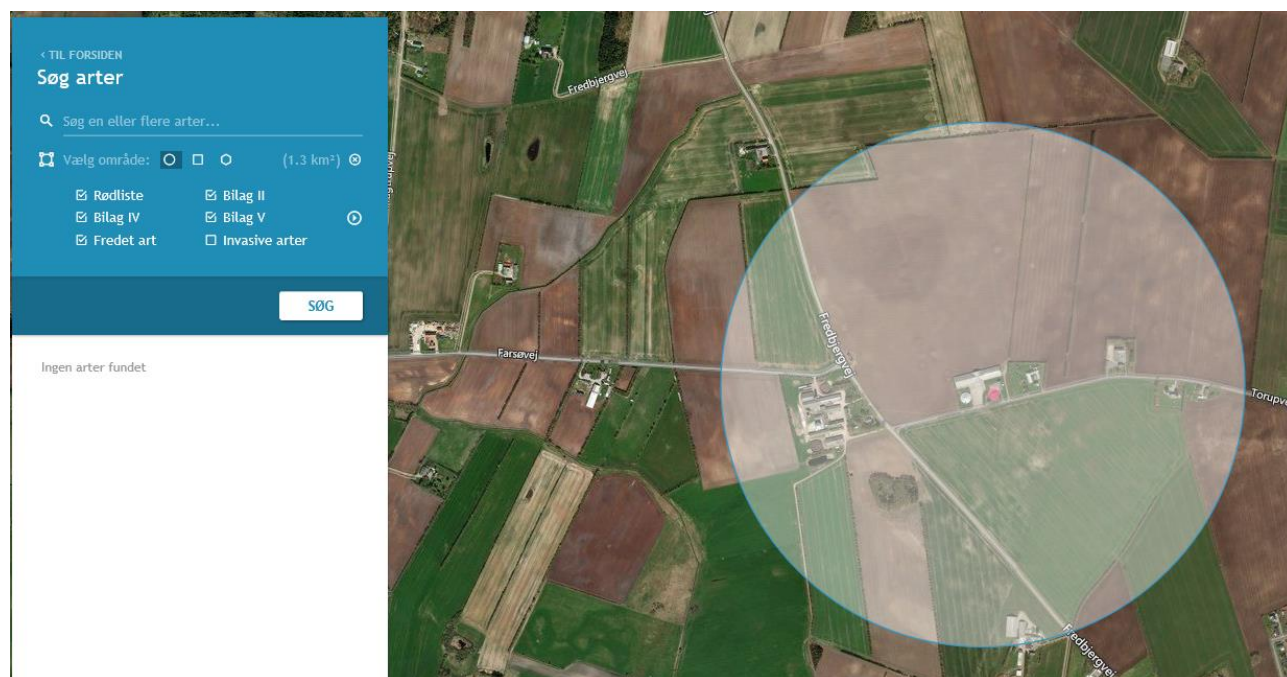 ‹ TIL FORSIDEN
Søg arter
Søg en eller flere arter...
Vælg område: (1.3 km²)
Rødliste Bilag II
Bilag IV Bilag V
Fredet art Invasive arter
SØG
Ingen arter fundet
Fredbjergvej
Farsøvej
Fredbjergvej
Torupve
Fredbjergvej